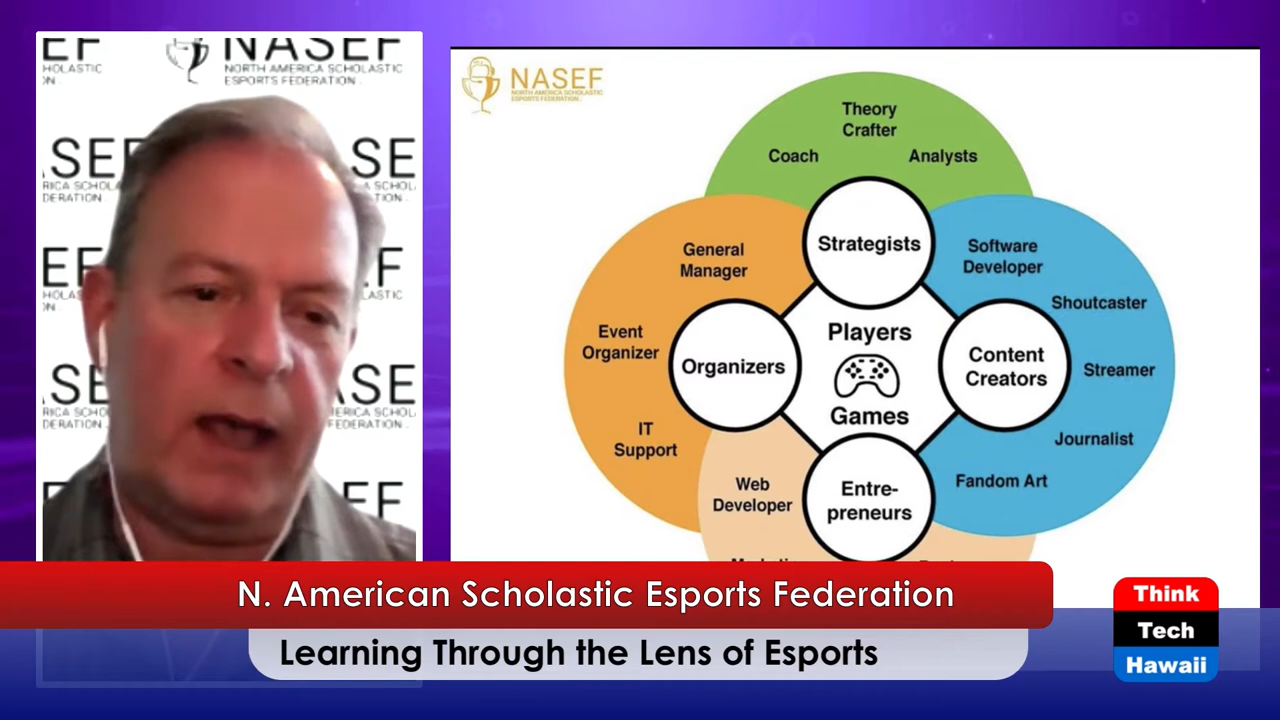 NASEF
NORTH AMERICA SCHOLASTIC
ESPORTS FEDERATION
NASEF
NORTH AMERICA SCHOLASTIC
ESPORTS FEDERATION
Theory
Crafter
Coach
Analysts
Strategists
General
Manager
Software
Developer
Shoutcaster
Event
Organizer
Organizers
Players
Games
Content
Creators
Streamer
IT
Support
Journalist
Web
Developer
Entre-
preneurs
Fandom Art
N. American Scholastic Esports Federation
Learning Through the Lens of Esports
Think
Tech
Hawaii